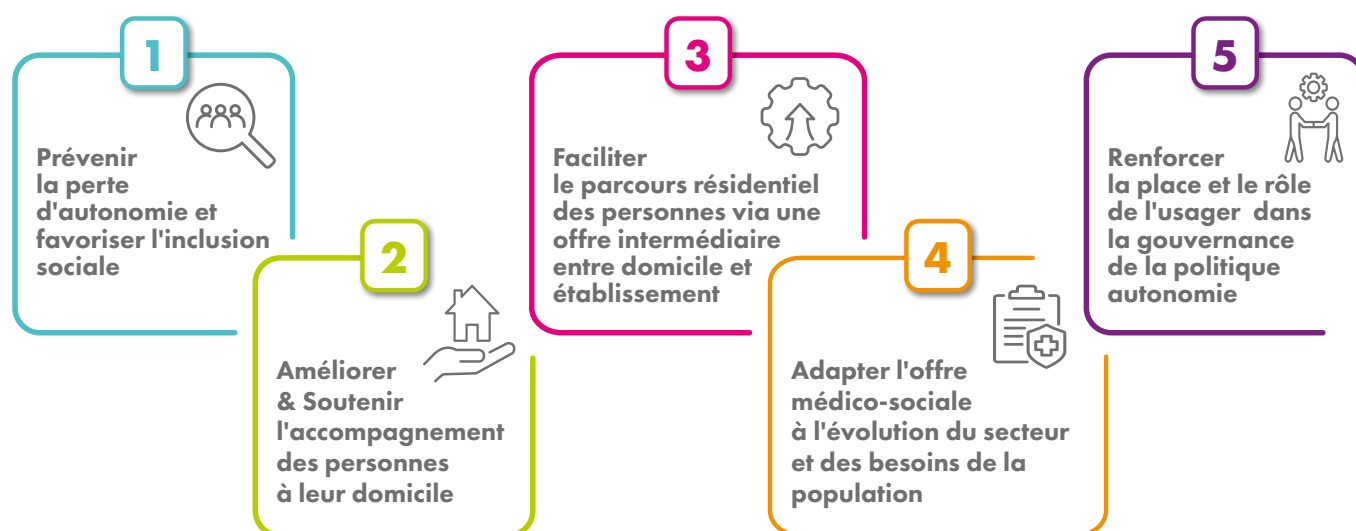 1
Prévenir
la perte
d'autonomie et
favoriser l'inclusion
sociale
2
Améliorer
& Soutenir
l'accompagnement
des personnes
à leur domicile
3
Faciliter
le parcours résidentiel
des personnes via une
offre intermédiaire
entre domicile et
établissement
4
Adapter l'offre
médico-sociale
à l'évolution du secteur
et des besoins de la
population
5
Renforcer
la place et le rôle
de l'usager dans
la gouvernance
de la politique
autonomie